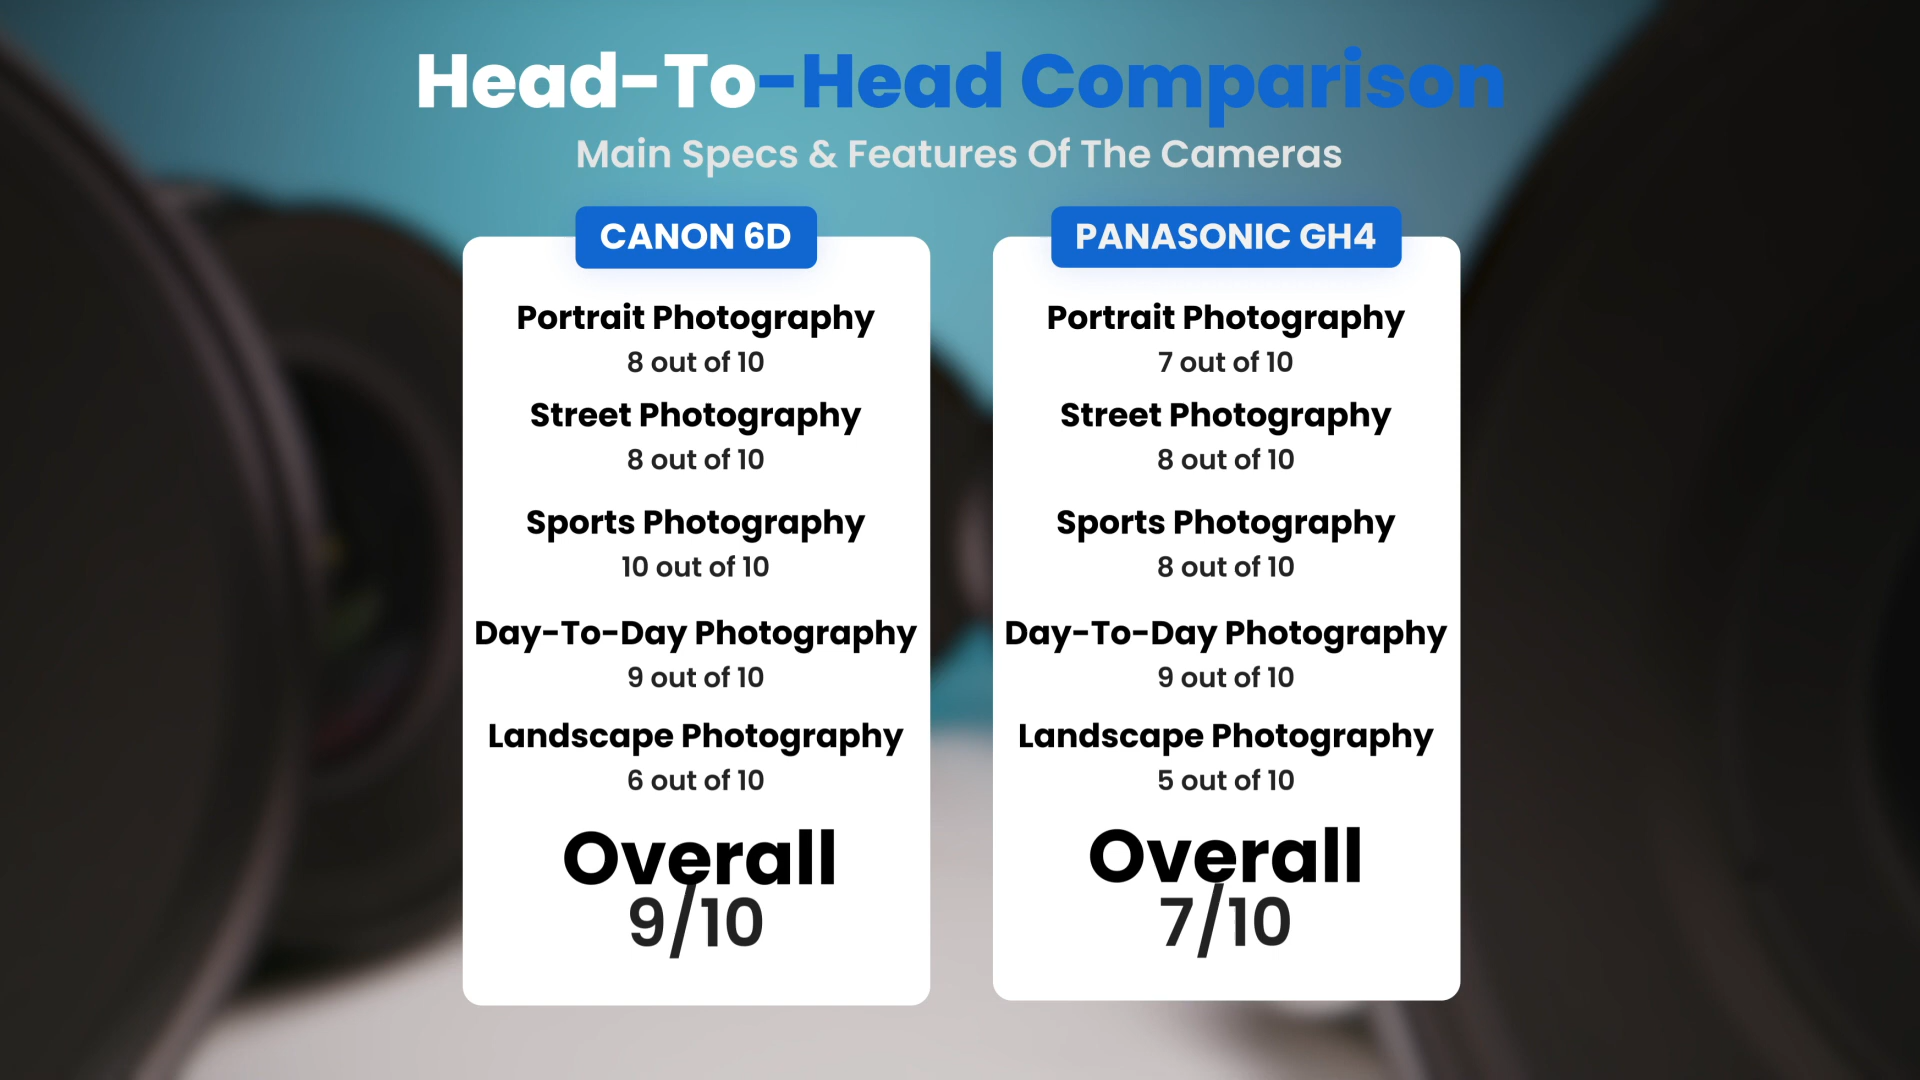 Head-To-Head Comparison
Main Specs & Features Of The Cameras
CANON 6D
Portrait Photography
8 out of 10
Street Photography
8 out of 10
Sports Photography
10 out of 10
Day-To-Day Photography
9 out of 10
Landscape Photography
6 out of 10
Overall
9/10
PANASONIC GH4
Portrait Photography
7 out of 10
Street Photography
8 out of 10
Sports Photography
8 out of 10
Day-To-Day Photography
9 out of 10
Landscape Photography
5 out of 10
Overall
7/10